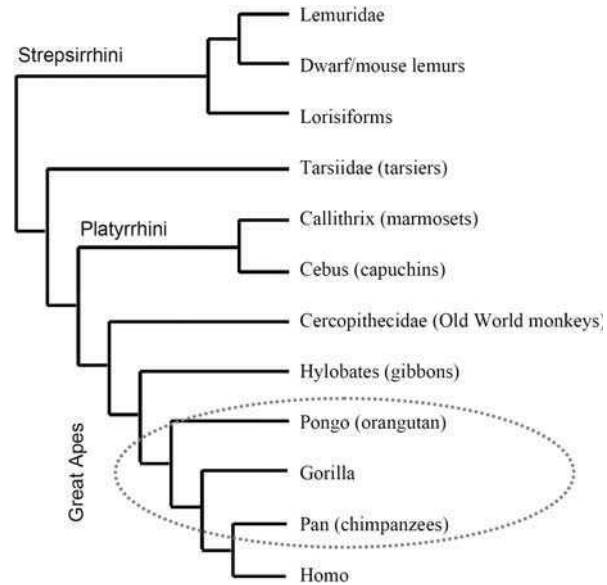 Lemuridae
Strepsirrhini
Dwarf/mouse lemurs
Lorisiforms
Tarsiidae (tarsiers)
Callithrix (marmosets)
Platyrrhini
Cebus (capuchins)
Cercopithecidae (Old World monkeys)
Hylobates (gibbons)
Great Apes
Pongo (orangutan)
Gorilla
Pan (chimpanzees)
Homo